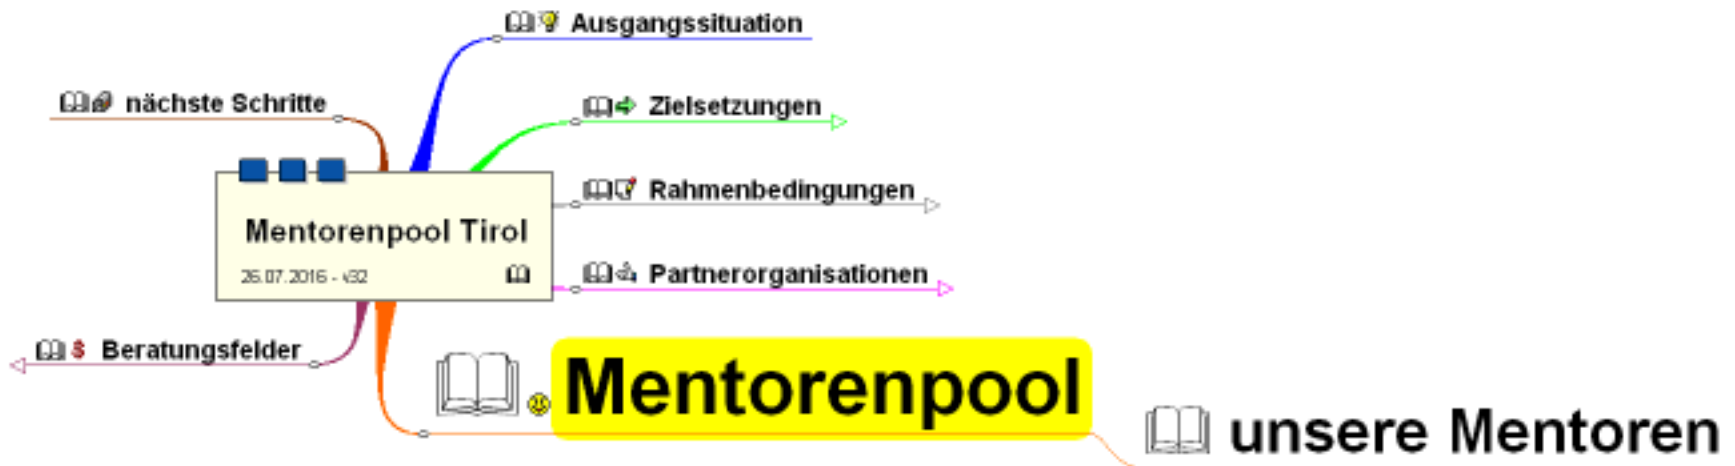 Ausgangssituation
nächste Schritte
Zielsetzungen
Rahmenbedingungen
Mentorenpool Tirol
26.07.2016 - v32
Partnerorganisationen
Beratungsfelder
Mentorenpool
unsere Mentoren